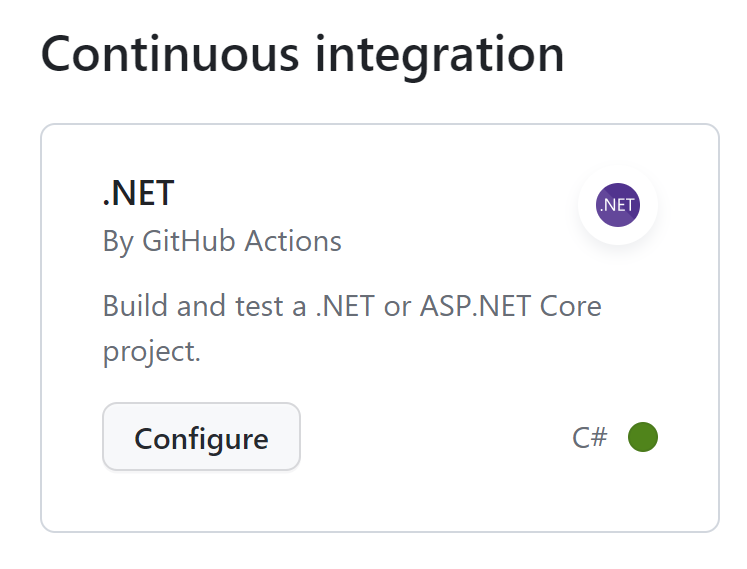 Continuous integration
.NET
.NET
By GitHub Actions
Build and test a .NET or ASP.NET Core
project.
Configure
C#